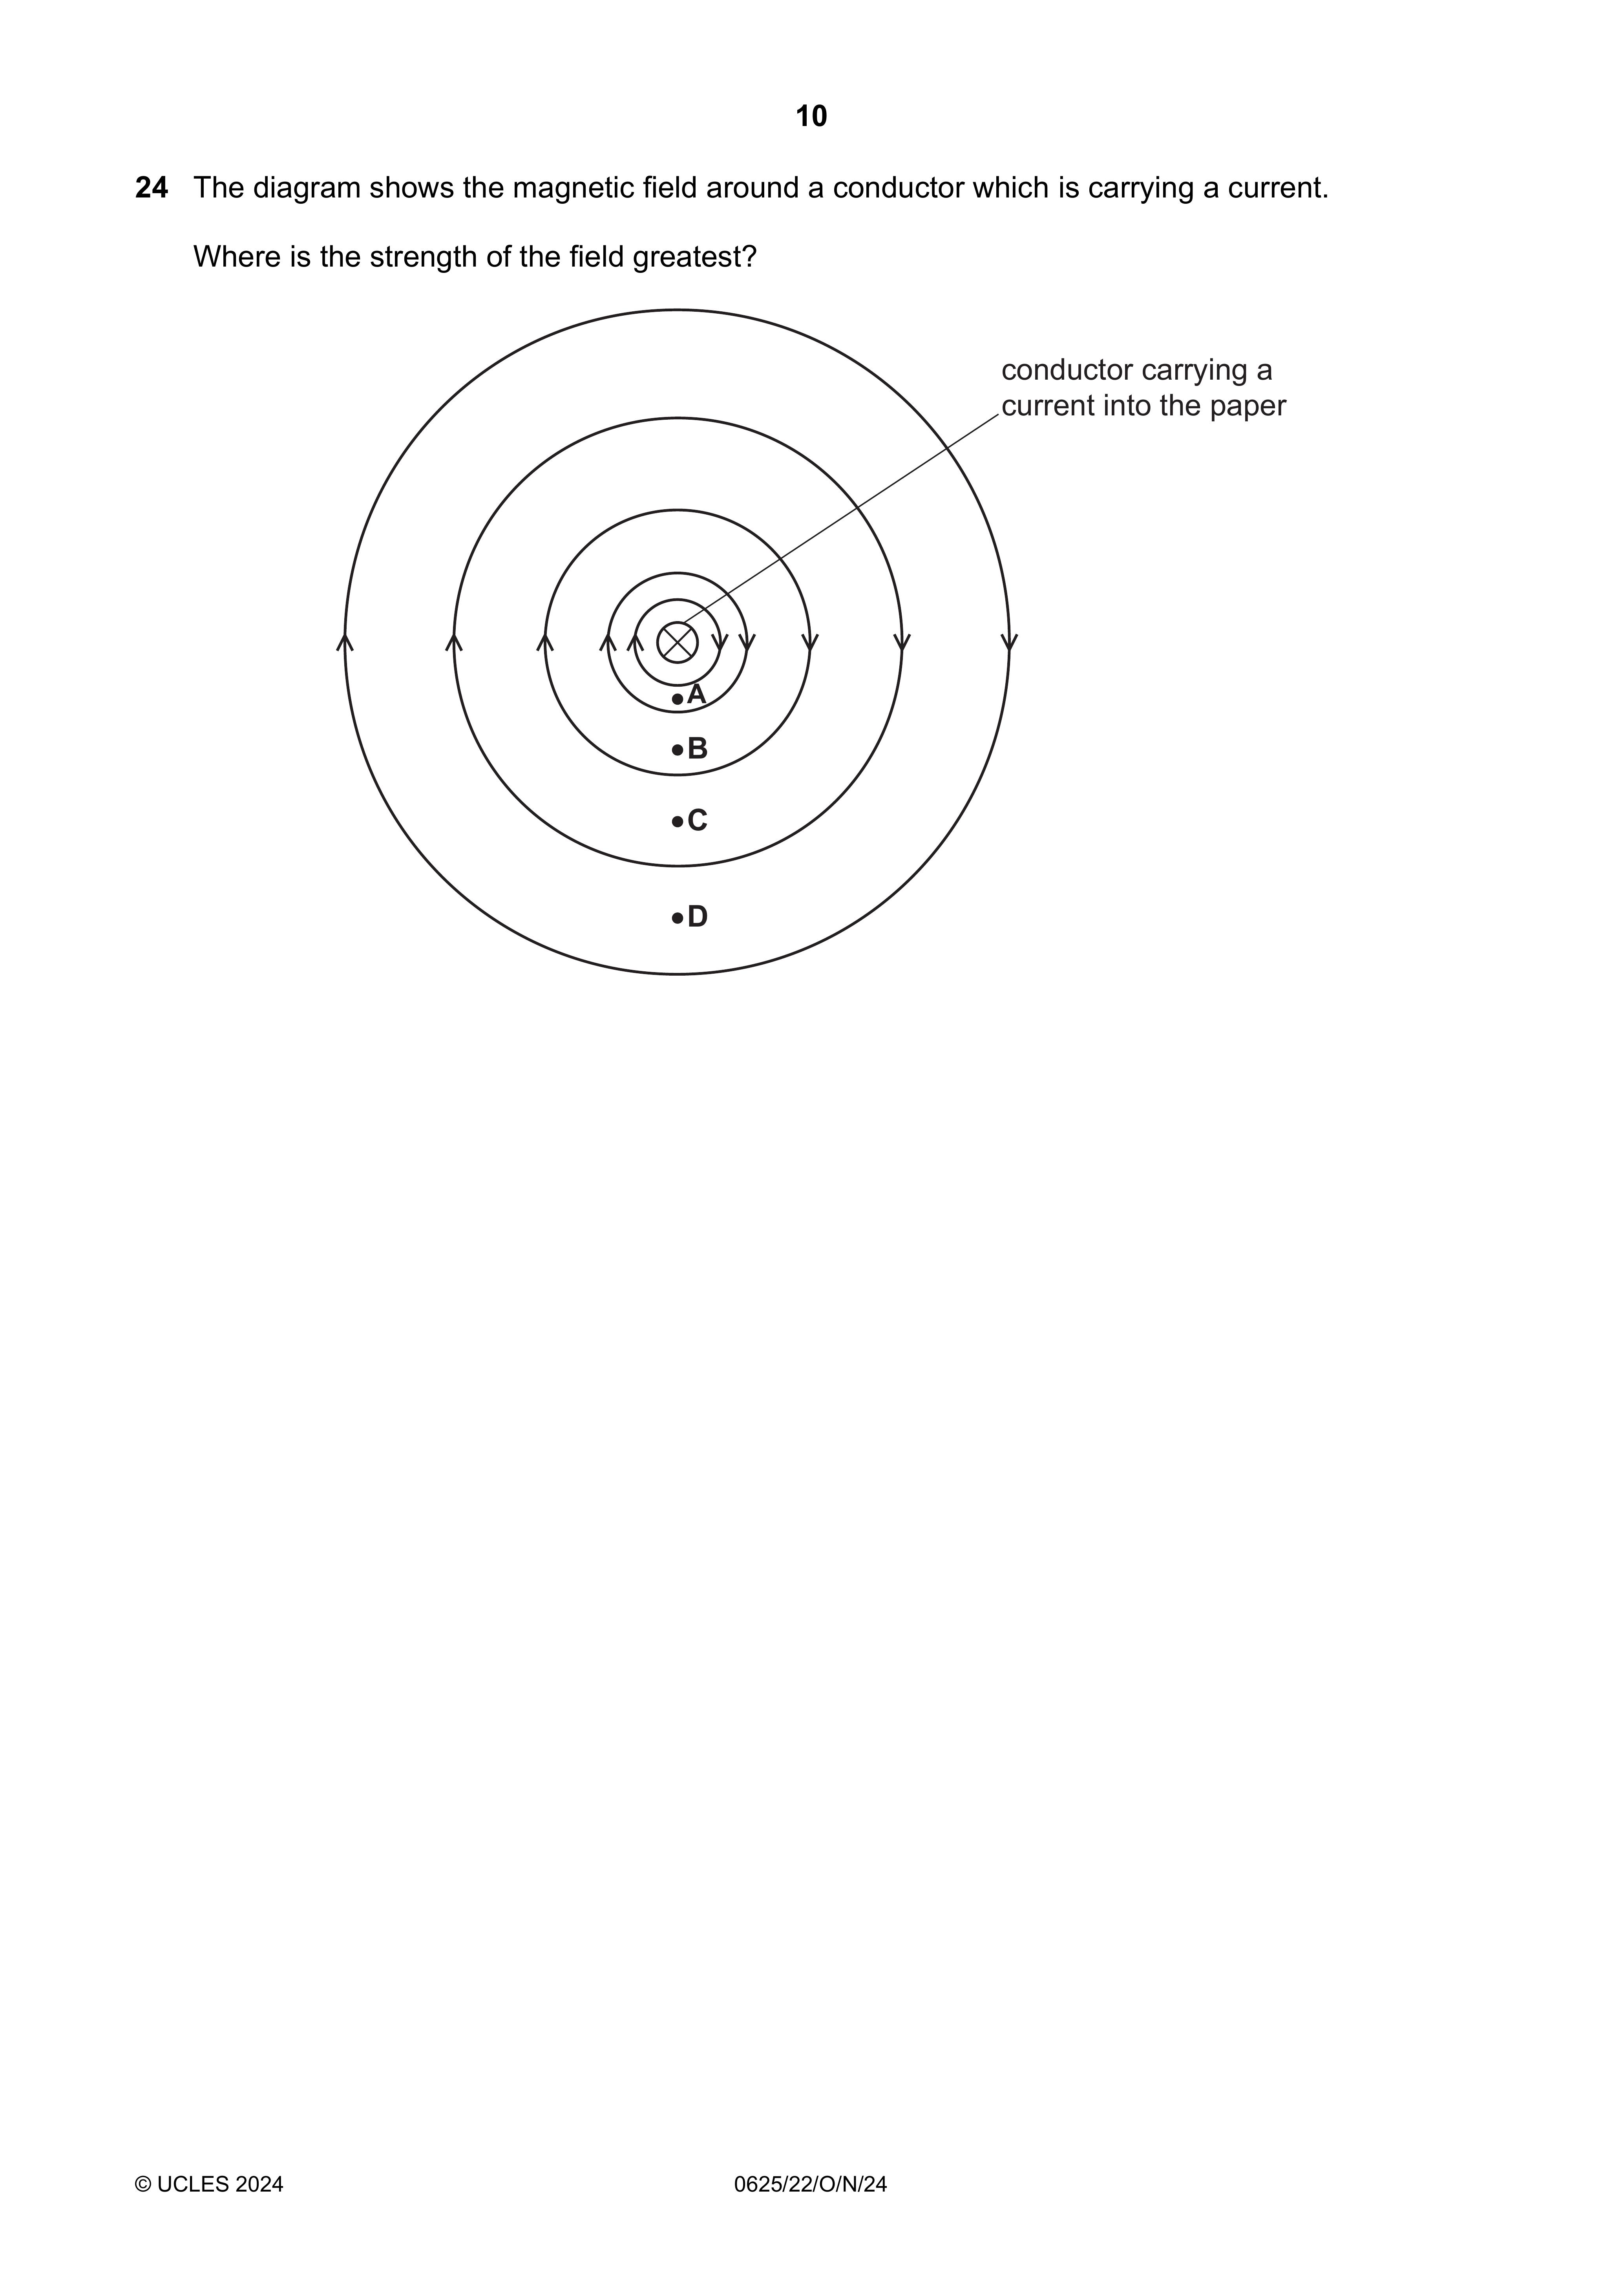 10
24 The diagram shows the magnetic field around a conductor which is carrying a current.
Where is the strength of the field greatest?
conductor carrying a
current into the paper
A
B
C
D
© UCLES 2024 0625/22/O/N/24